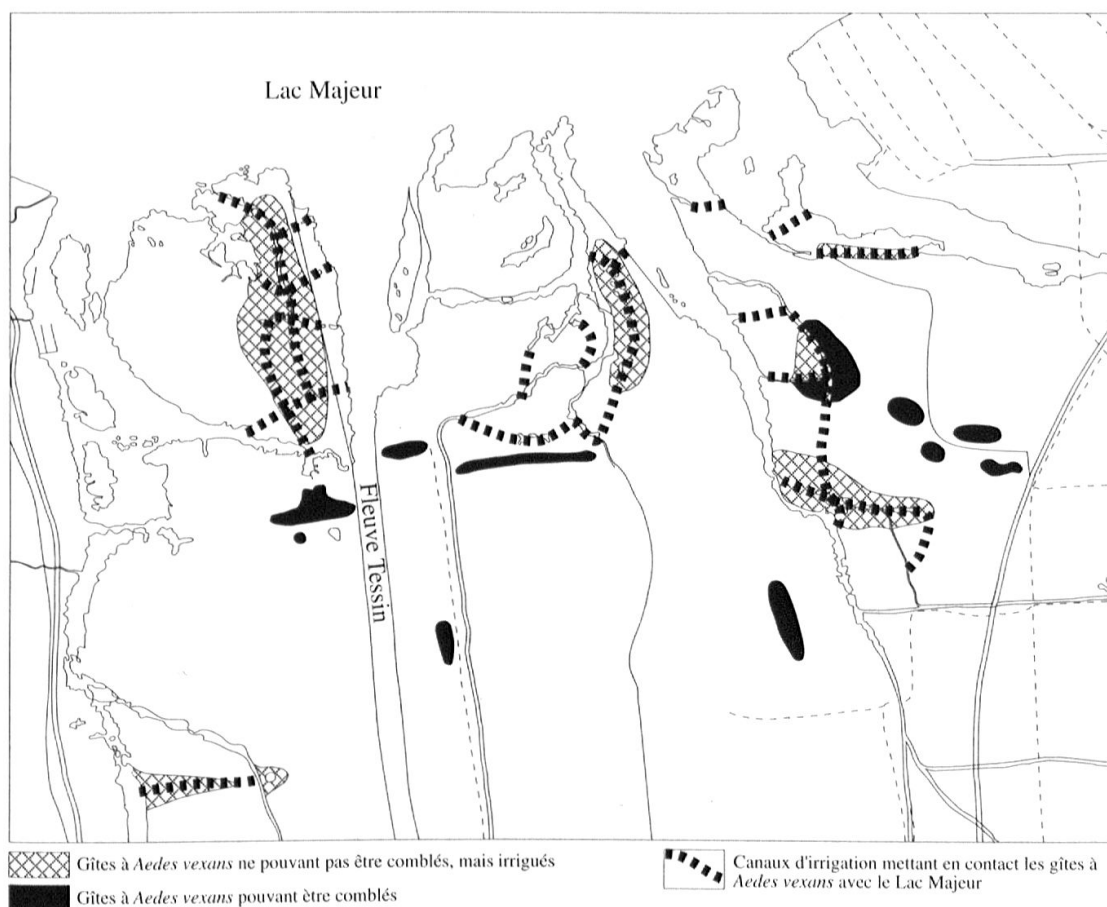 Lac Majeur
Fleuve Tessin
Gîtes à Aedes vexans ne pouvant pas être comblés, mais irrigués
Gîtes à Aedes vexans pouvant ètre comblés
Canaux d'irrigation mettant en contact les gîtes à
Aedes vexans avec le Lac Majeur